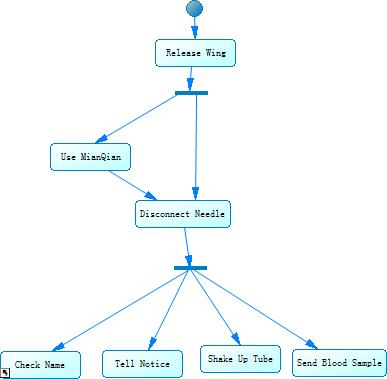 Release Wing
Use MianQian
Disconnect Needle
Check Name
Tell Notice
Shake Up Tube
Send Blood Sample